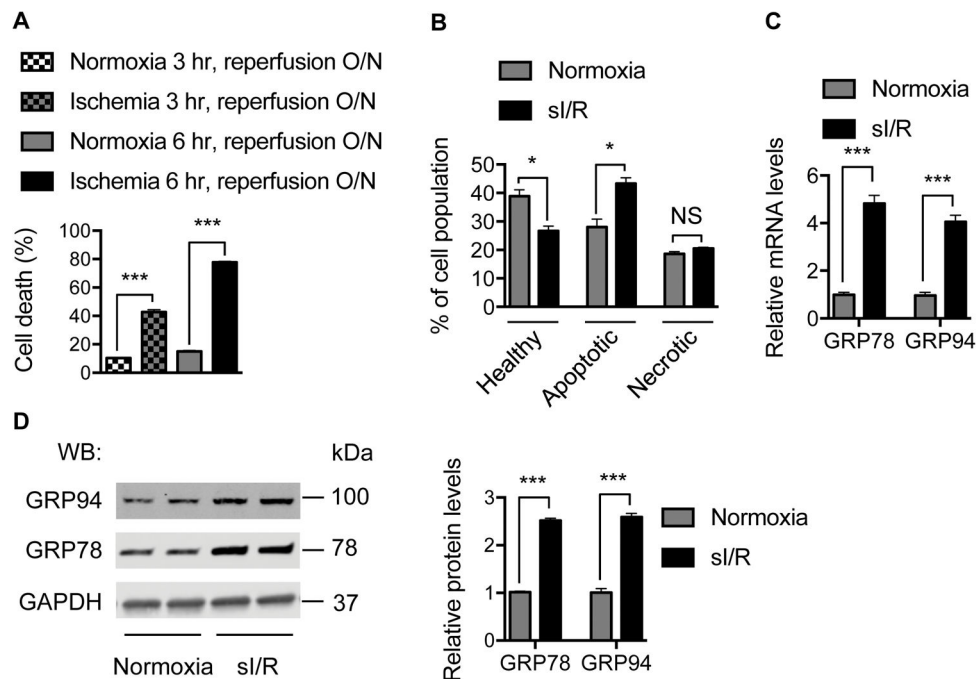 A
Normoxia 3 hr, reperfusion O/N
Ischemia 3 hr, reperfusion O/N
Normoxia 6 hr, reperfusion O/N
Ischemia 6 hr, reperfusion O/N
Cell death (%)
100
80
60
40
20
0
***
***
B
Normoxia
sI/R
% of cell population
50
40
30
20
10
0
*
*
NS
Healthy
Apoptotic
Necrotic
C
Normoxia
sI/R
Relative mRNA levels
6
4
2
0
***
***
GRP78 GRP94
D
WB: kDa
GRP94 100
GRP78 78
GAPDH 37
Normoxia sI/R
Relative protein levels
3
2
1
0
***
***
GRP78 GRP94
Normoxia
sI/R